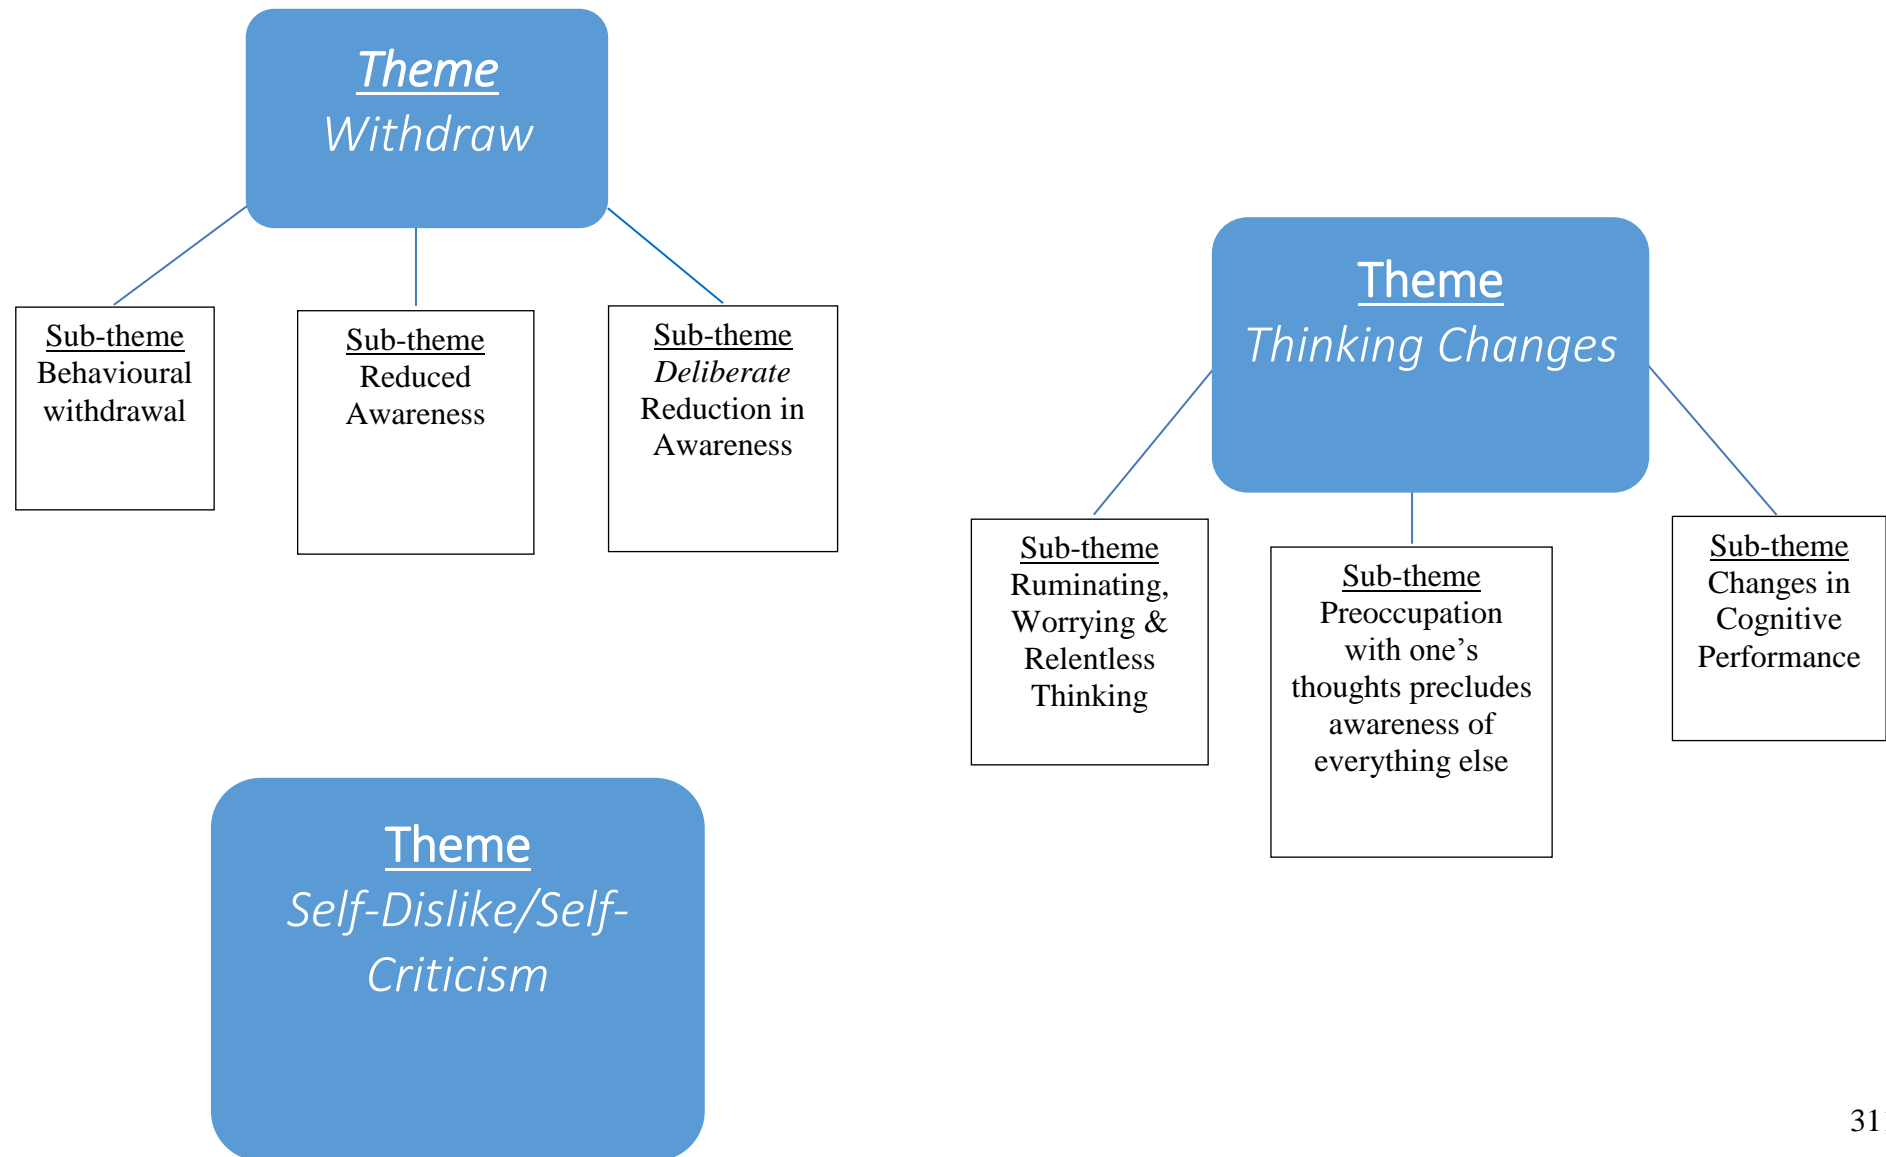 Theme
Withdraw
Sub-theme
Behavioural
withdrawal
Sub-theme
Reduced
Awareness
Sub-theme
Deliberate
Reduction in
Awareness
Theme
Thinking Changes
Sub-theme
Ruminating,
Worrying &
Relentless
Thinking
Sub-theme
Preoccupation
with one’s
thoughts precludes
awareness of
everything else
Sub-theme
Changes in
Cognitive
Performance
Theme
Self-Dislike/Self-
Criticism